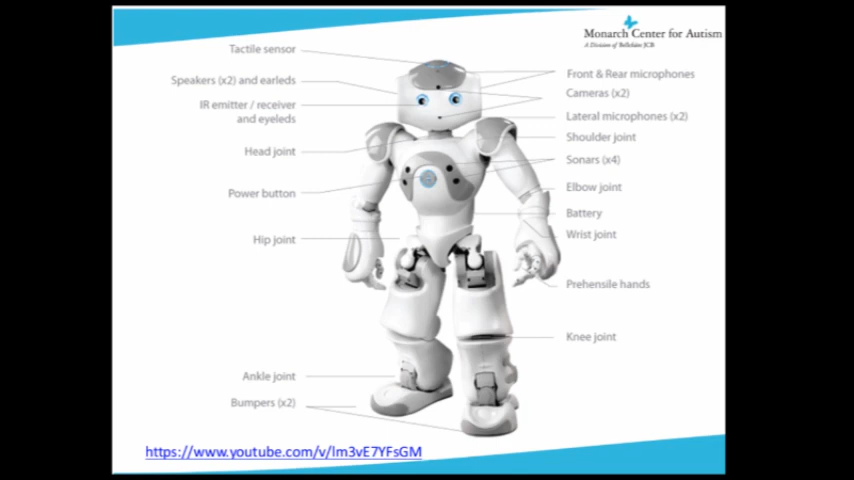 Monarch Center for Autism
A Division of Bellefaire JCB
Tactile sensor
Speakers (x2) and earleds
IR emitter / receiver
and eyeleds
Head joint
Power button
Hip joint
Ankle joint
Bumpers (x2)
Front & Rear microphones
Cameras (x2)
Lateral microphones (x2)
Shoulder joint
Sonars (x4)
Elbow joint
Battery
Wrist joint
Prehensile hands
Knee joint
https://www.youtube.com/v/lm3vE7YFsGM